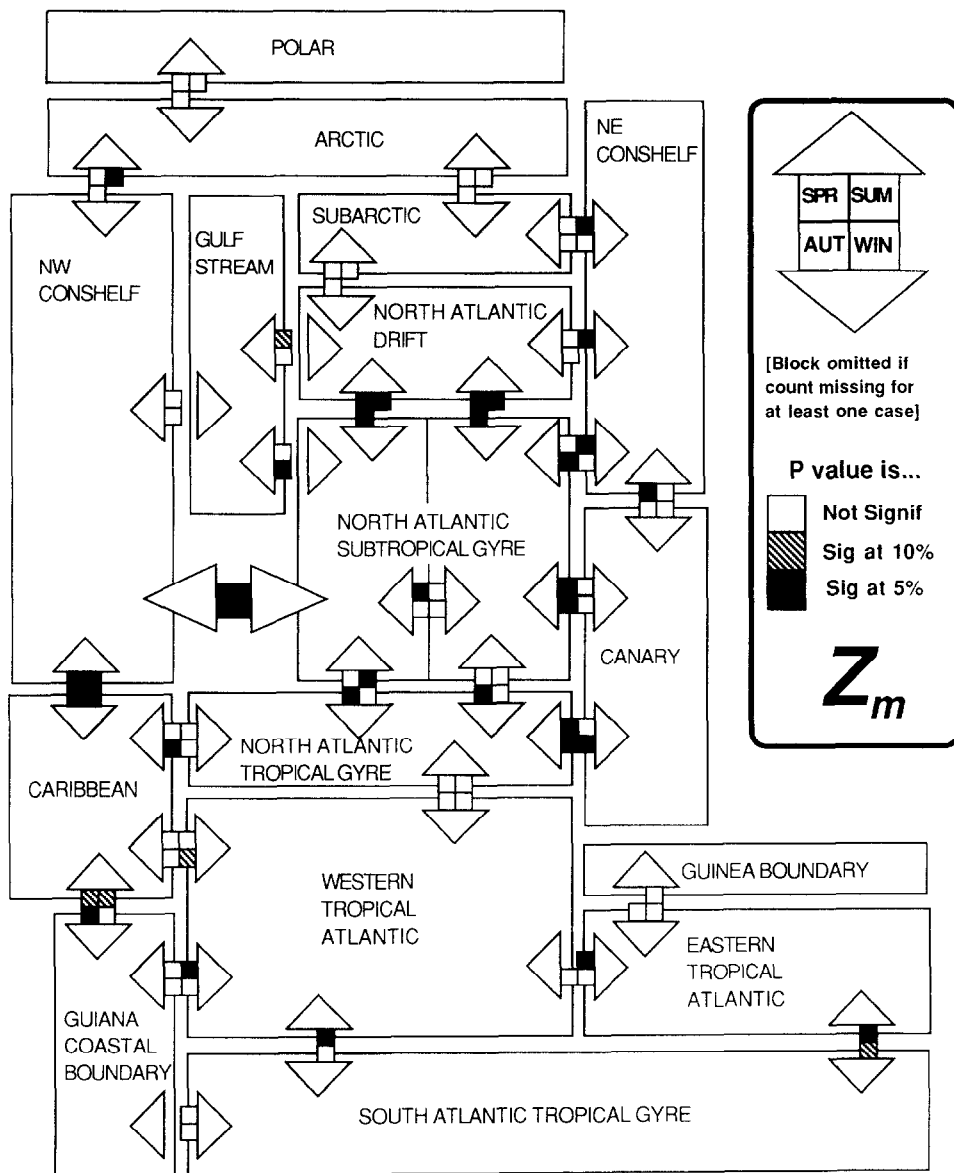 POLAR
ARCTIC
NE
CONSHELF
SPR SUM
AUT WIN
SUBARCTIC
GULF
STREAM
NW
CONSHELF
NORTH ATLANTIC
DRIFT
[Block omitted if
count missing for
at least one case]
P value is...
Not Signif
Sig at 10%
Sig at 5%
Zm
NORTH ATLANTIC
SUBTROPICAL GYRE
CANARY
NORTH ATLANTIC
TROPICAL GYRE
CARIBBEAN
WESTERN
TROPICAL
ATLANTIC
GUINEA BOUNDARY
EASTERN
TROPICAL
ATLANTIC
GUIANA
COASTAL
BOUNDARY
SOUTH ATLANTIC TROPICAL GYRE